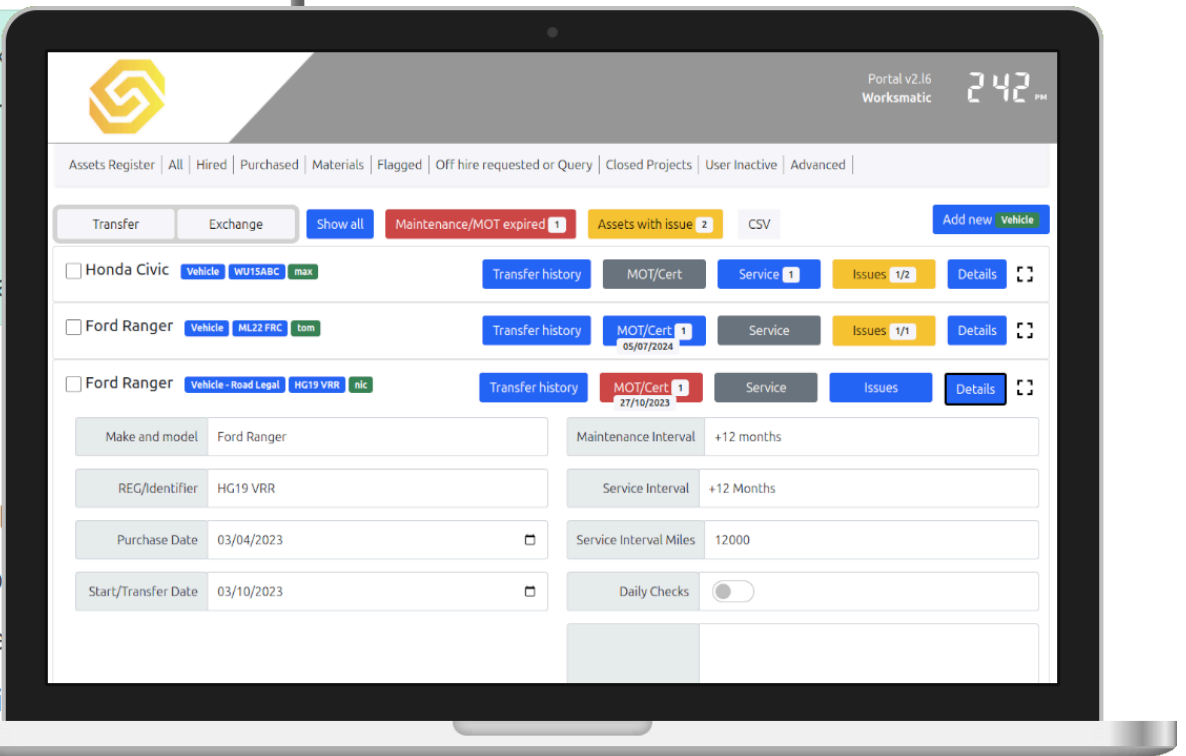 Portal v2.l6
Worksmatic
242 PM
Assets Register | All | Hired | Purchased | Materials | Flagged | Off hire requested or Query | Closed Projects | User Inactive | Advanced |
Transfer Exchange Show all Maintenance/MOT expired 1 Assets with issue 2 CSV Add new Vehicle
Honda Civic Vehicle WU15ABC max Transfer history MOT/Cert Service 1 Issues 1/2 Details
Ford Ranger Vehicle ML22 FRC tom Transfer history MOT/Cert 1 Service Issues 1/1 Details
05/07/2024
Ford Ranger Vehicle - Road Legal HG19 VRR nic Transfer history MOT/Cert 1 Service Issues Details
27/10/2023
Make and model Ford Ranger Maintenance Interval +12 months
REG/Identifier HG19 VRR Service Interval +12 Months
Purchase Date 03/04/2023 Service Interval Miles 12000
Start/Transfer Date 03/10/2023 Daily Checks